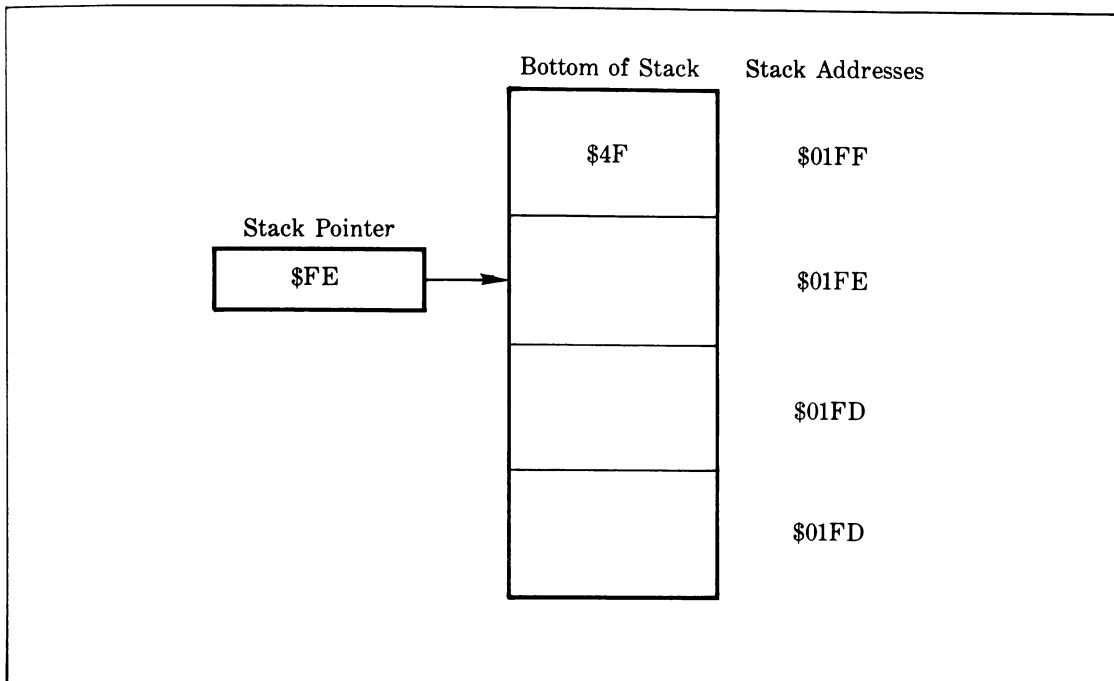 Bottom of Stack Stack Addresses
$4F $01FF
Stack Pointer
$FE $01FE
$01FD
$01FD